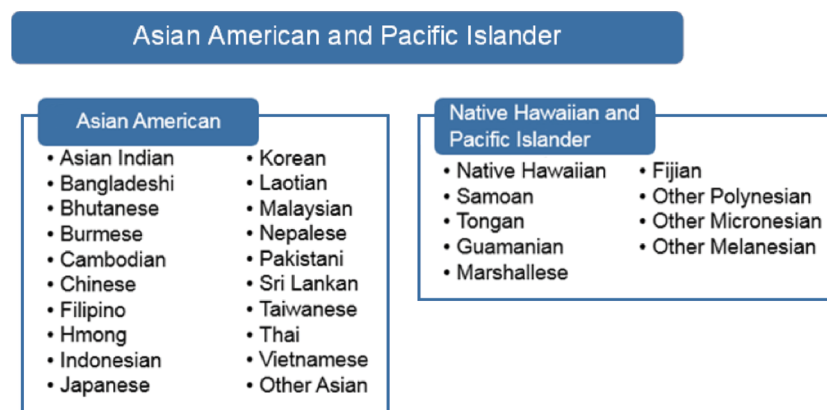 Asian American and Pacific Islander
Asian American
• Asian Indian
• Bangladeshi
• Bhutanese
• Burmese
• Cambodian
• Chinese
• Filipino
• Hmong
• Indonesian
• Japanese
• Korean
• Laotian
• Malaysian
• Nepalese
• Pakistani
• Sri Lankan
• Taiwanese
• Thai
• Vietnamese
• Other Asian
Native Hawaiian and
Pacific Islander
• Native Hawaiian
• Samoan
• Tongan
• Guamanian
• Marshallese
• Fijian
• Other Polynesian
• Other Micronesian
• Other Melanesian